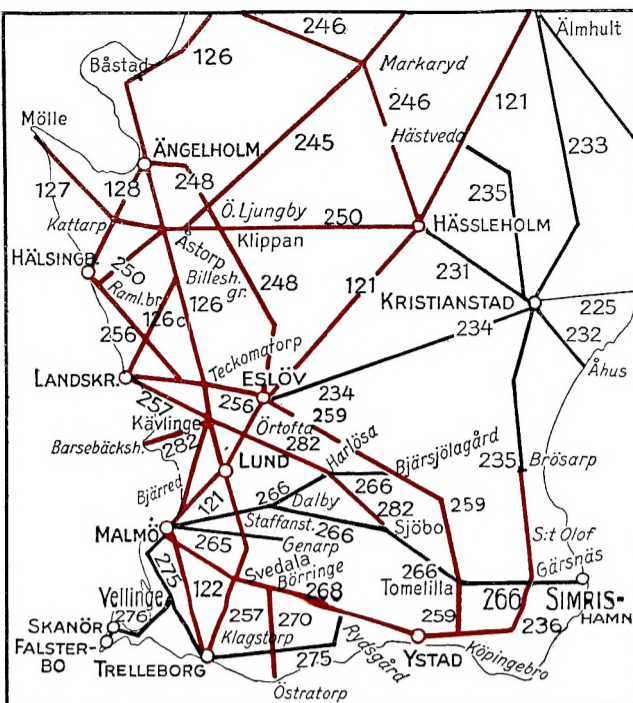 246
Älmhult
Båstad
126
Markaryd
Mölle
246
121
Hästveda
233
245
ÄNGELHOLM
127
128
248
235
Ö. Ljungby
250
Kattarp
Åstorp
Klippan
HÄSSLEHOLM
HÄLSINGB.
250
Billesh.
gr.
231
Raml.br.
126
248
121
KRISTIANSTAD
225
256
126c
234
232
Teckomatorp
Åhus
LANDSKR.
ESLÖV
234
257
256
259
Kävlinge
Örtofta
282
282
Barsebäcksh.
Harlösa
Bjärsjölagård
235
Brösarp
LUND
Bjärred
266
266
121
Dalby
282
259
Staffanst.
266
Sjöbo
S:t Olof
MALMÖ
265
Genarp
275
Svedala
266
Gärsnäs
Börringe
Tomelilla
266
SIMRIS-
HAMN
Vellinge
122
268
257
270
259
276
236
SKANÖR
Klagstorp
FALSTER-
BO
275
Rydsgård
YSTAD
Köpingebro
TRELLEBORG
Östratorp